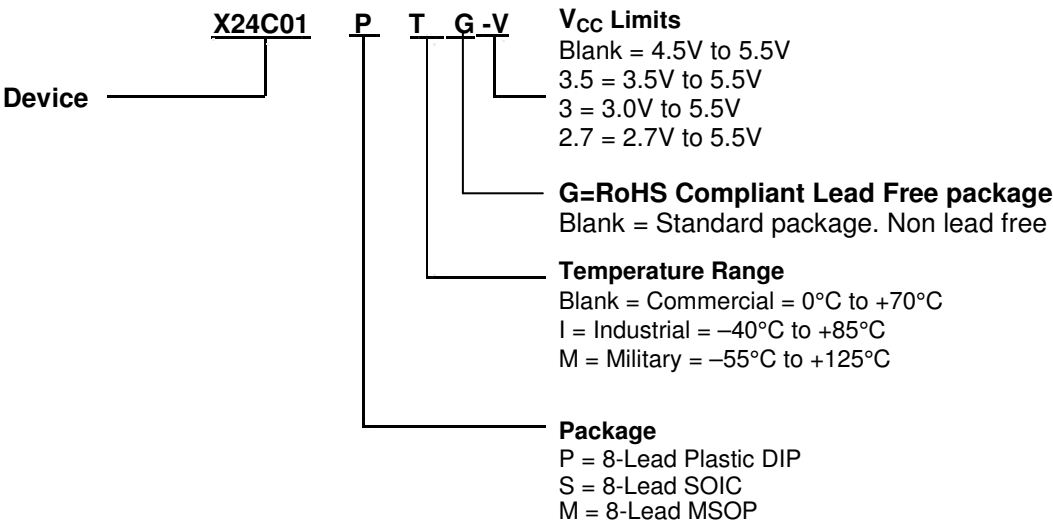 X24C01 P T G -V
Device
VCC Limits
Blank = 4.5V to 5.5V
3.5 = 3.5V to 5.5V
3 = 3.0V to 5.5V
2.7 = 2.7V to 5.5V
G=RoHS Compliant Lead Free package
Blank = Standard package. Non lead free
Temperature Range
Blank = Commercial = 0°C to +70°C
I = Industrial = –40°C to +85°C
M = Military = –55°C to +125°C
Package
P = 8-Lead Plastic DIP
S = 8-Lead SOIC
M = 8-Lead MSOP